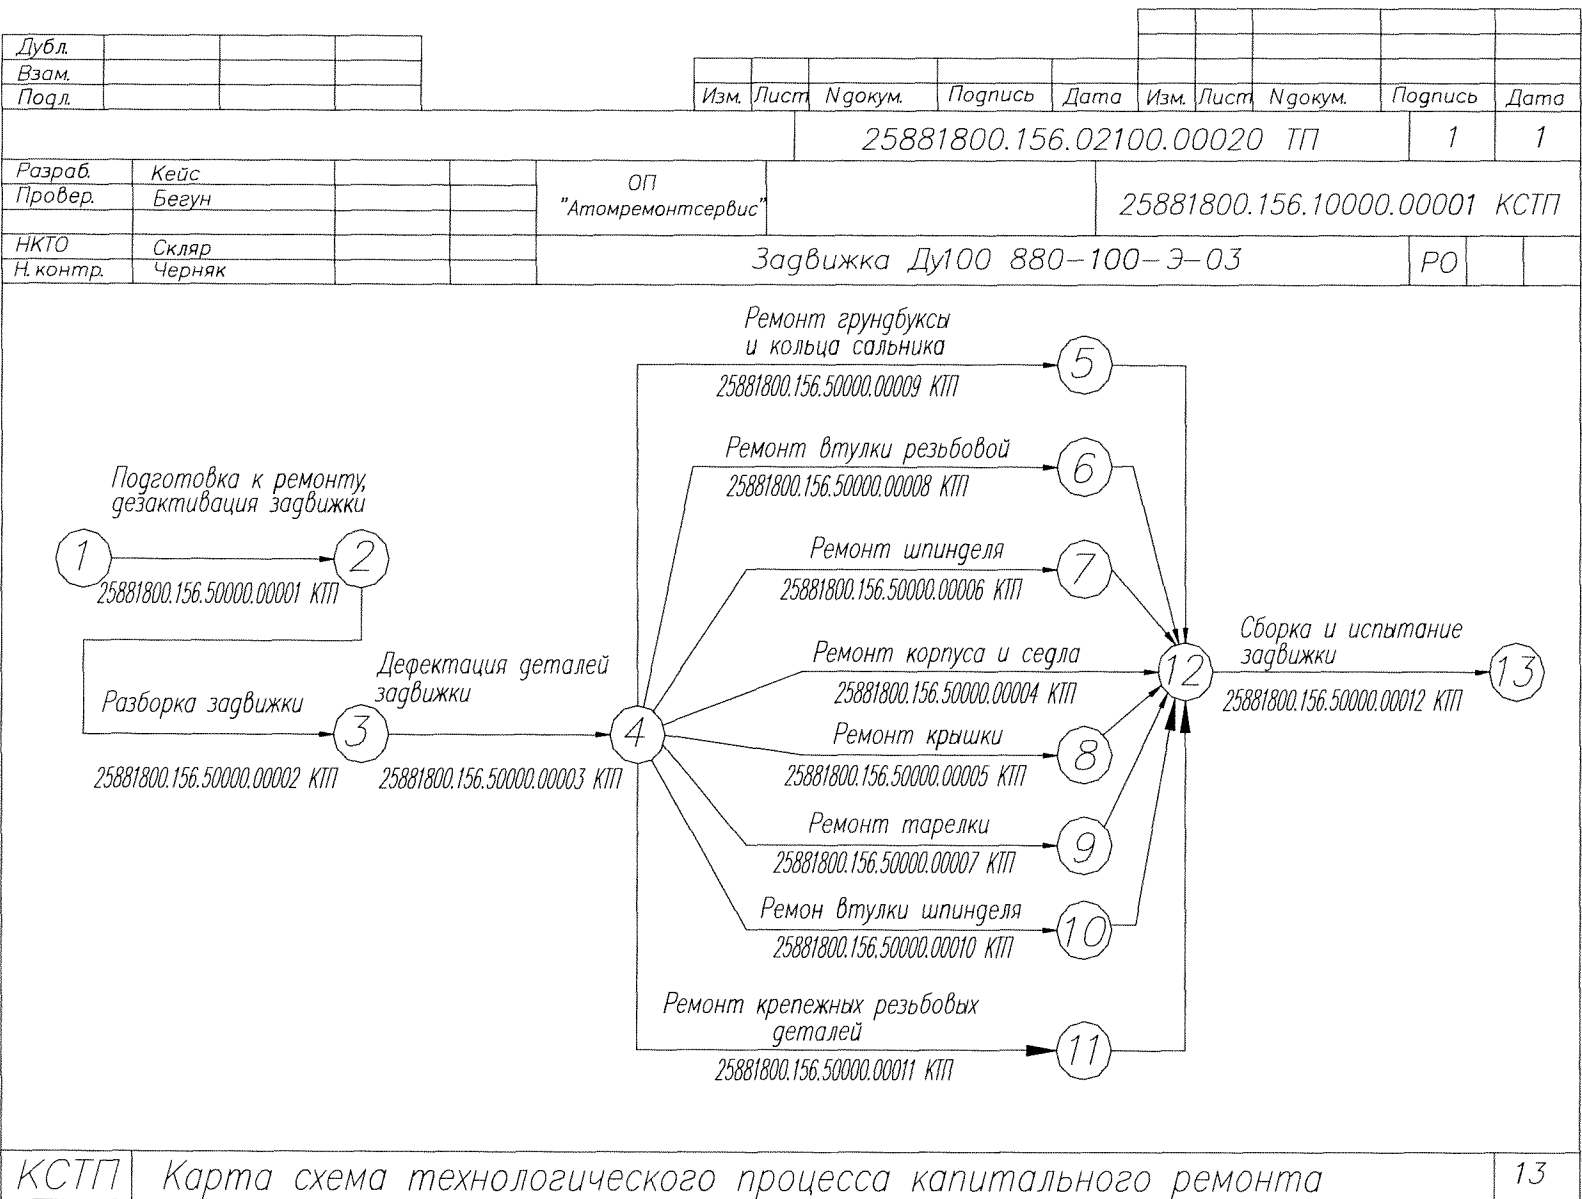 Дубл.
Взам.
Подл.
Изм. Лист Nдокум. Подпись Дата Изм. Лист Nдокум. Подпись Дата
25881800.156.02100.00020 ТП 1 1
Разраб. Кейс
Провер. Бегун
ОП
"Атомремонтсервис"
25881800.156.10000.00001 КСТП
НКТО Скляр
Н. контр. Черняк
Задвижка Ду100 880-100-Э-03 РО
Ремонт грундбуксы
и кольца сальника
5
25881800.156.50000.00009 КТП
Ремонт втулки резьбовой
6
25881800.156.50000.00008 КТП
Подготовка к ремонту,
дезактивация задвижки
1 2
25881800.156.50000.00001 КТП
Ремонт шпинделя
7
25881800.156.50000.00006 КТП
Ремонт корпуса и седла
12
25881800.156.50000.00004 КТП
Сборка и испытание
задвижки
13
25881800.156.50000.00012 КТП
Разборка задвижки
3
25881800.156.50000.00002 КТП
Дефектация деталей
задвижки
4
25881800.156.50000.00003 КТП
Ремонт крышки
8
25881800.156.50000.00005 КТП
Ремонт тарелки
9
25881800.156.50000.00007 КТП
Ремон втулки шпинделя
10
25881800.156.50000.00010 КТП
Ремонт крепежных резьбовых
деталей
11
25881800.156.50000.00011 КТП
КСТП Карта схема технологического процесса капитального ремонта 13